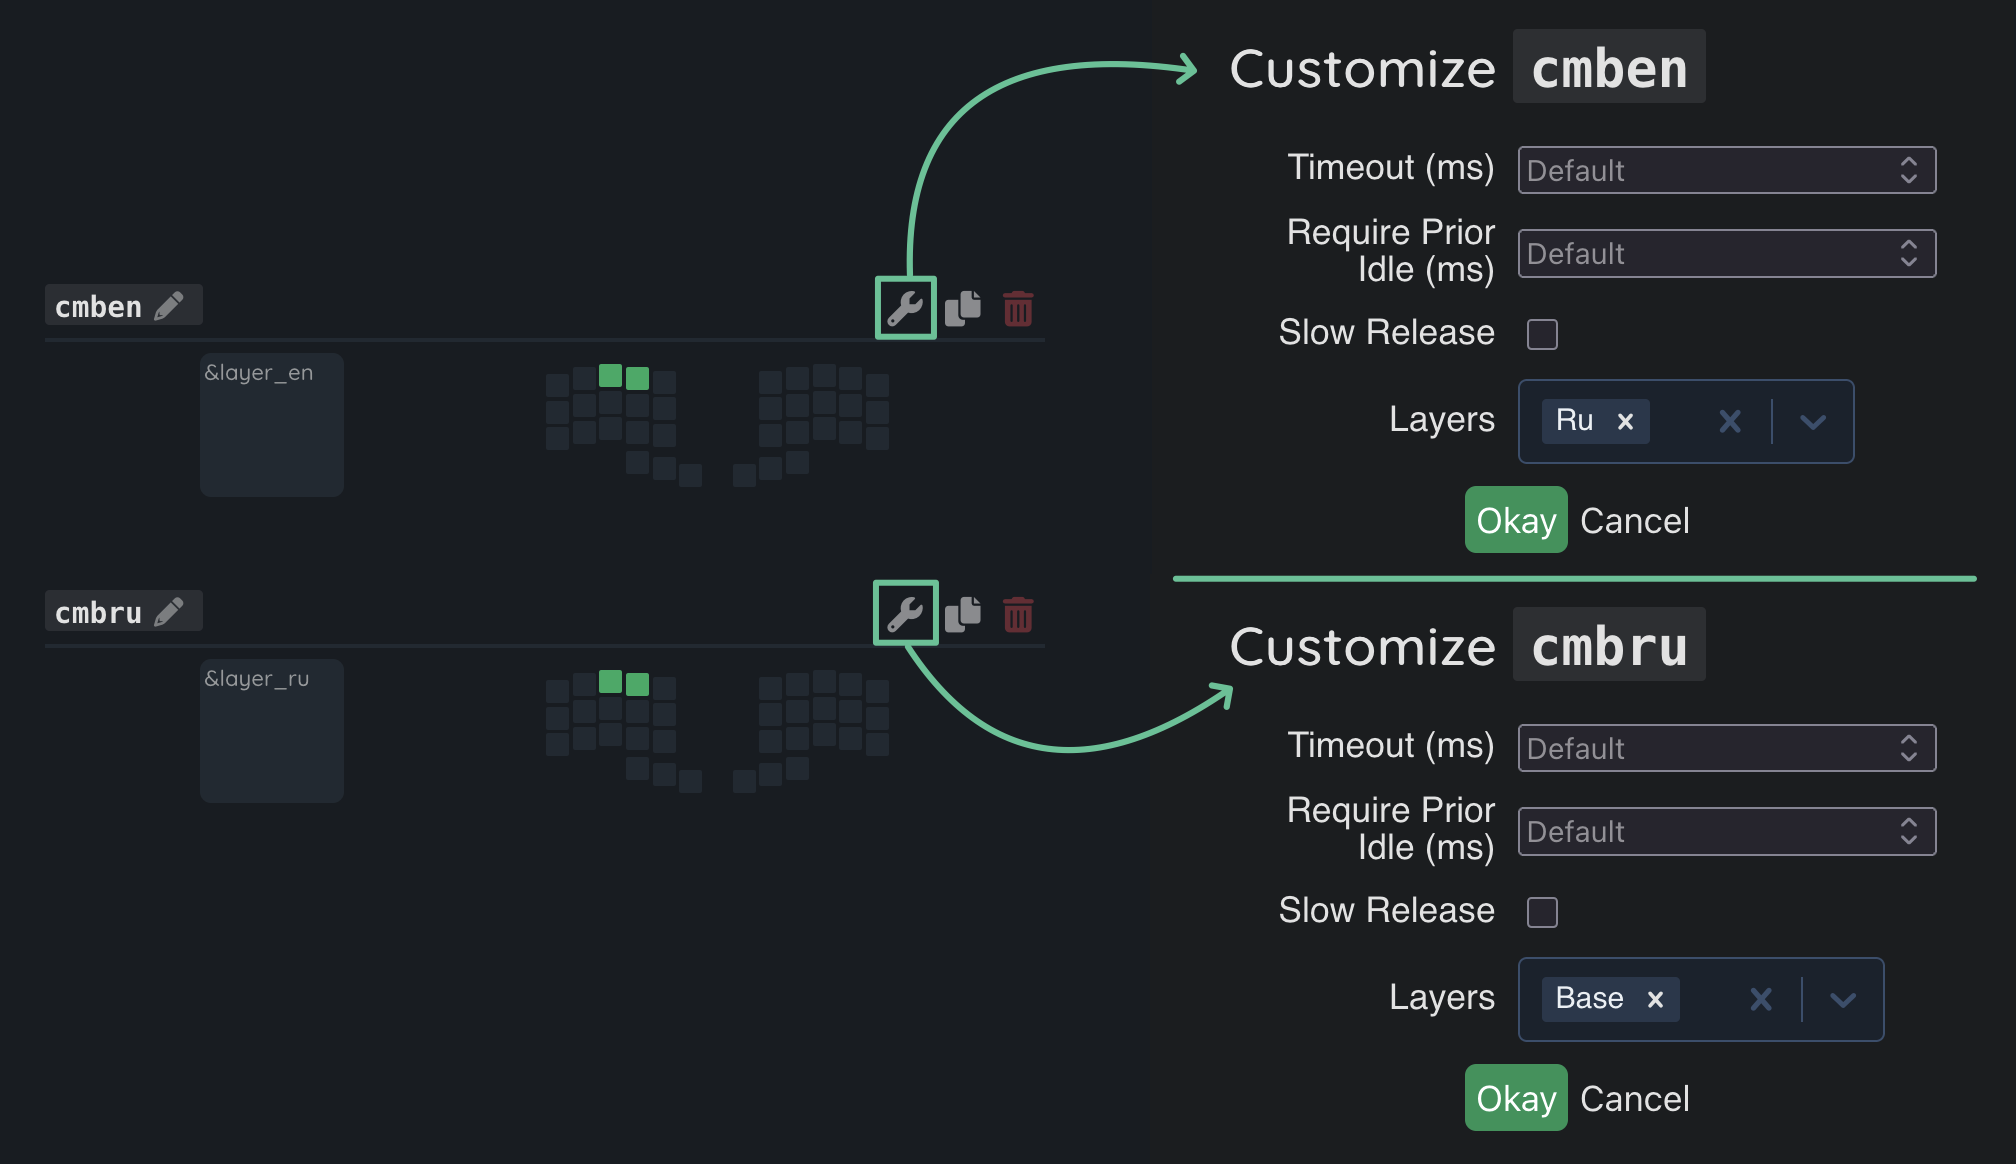 cmben
&layer_en
cmbru
&layer_ru
Customize cmben
Timeout (ms) Default
Require Prior
Idle (ms) Default
Slow Release
Layers Ru
Okay Cancel
Customize cmbru
Timeout (ms) Default
Require Prior
Idle (ms) Default
Slow Release
Layers Base
Okay Cancel